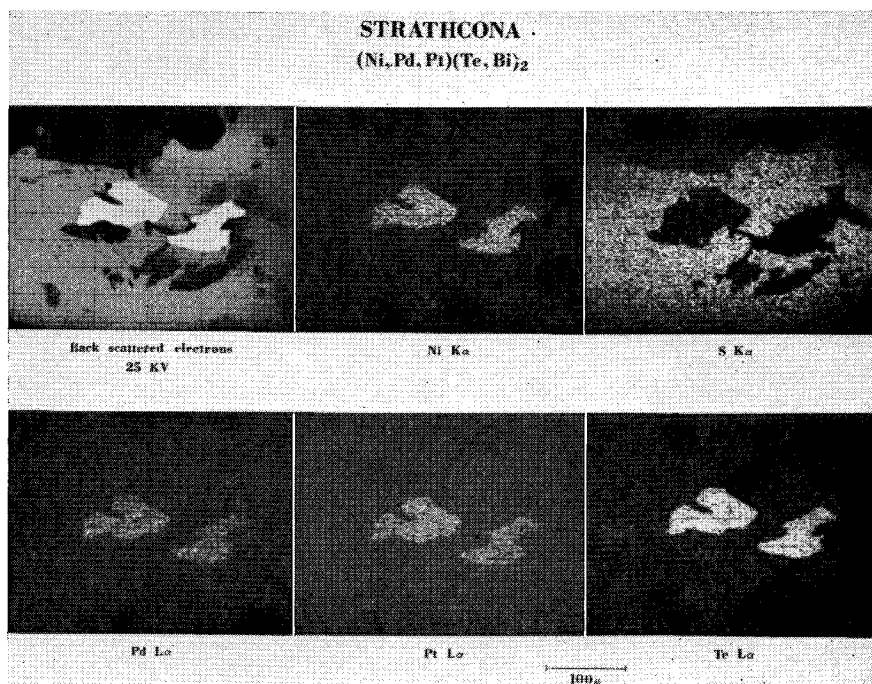 STRATHCONA
(Ni, Pd, Pt)(Te, Bi)₂
Back scattered electrons
25 KV
Ni Kα
S Kα
Pd Lα
Pt Lα
Te Lα
100μ